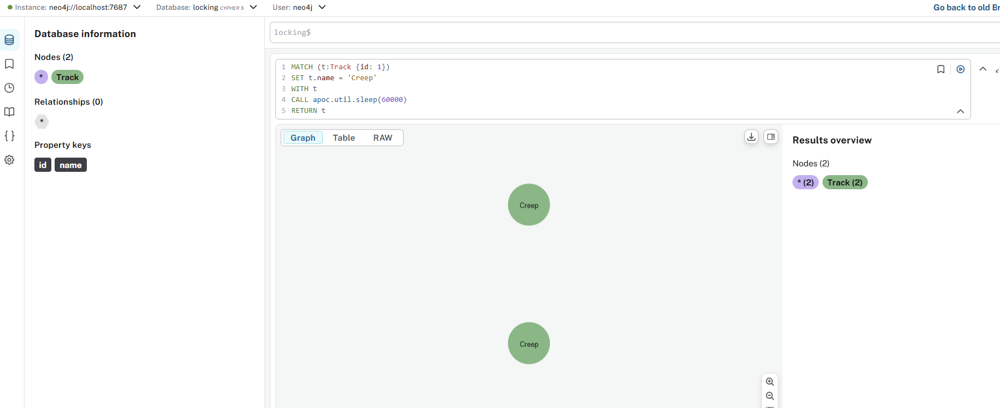 Instance: neo4j://localhost:7687 Database: locking CYPHER 5 User: neo4j Go back to old Br
Database information
Nodes (2)
* Track
Relationships (0)
*
Property keys
id name
locking$
1 MATCH (t:Track {id: 1})
2 SET t.name = 'Creep'
3 WITH t
4 CALL apoc.util.sleep(60000)
5 RETURN t
Graph Table RAW
Creep
Creep
Results overview
Nodes (2)
* (2) Track (2)